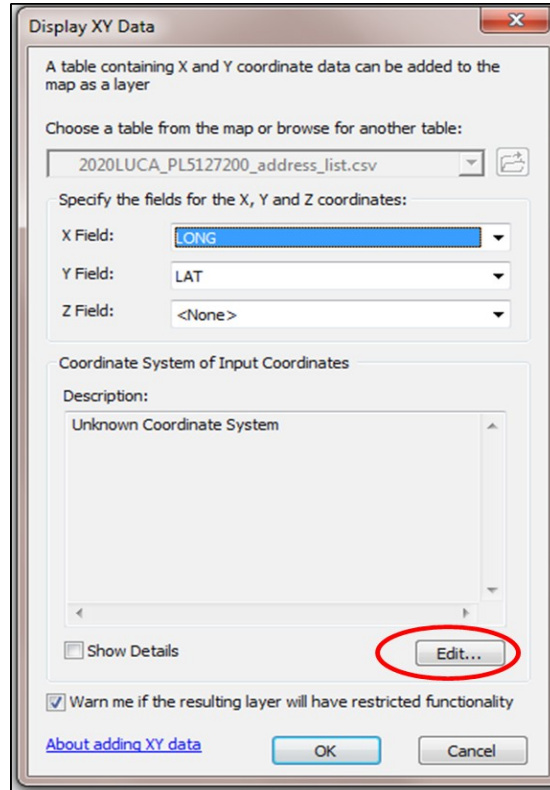 Display XY Data
A table containing X and Y coordinate data can be added to the
map as a layer
Choose a table from the map or browse for another table:
2020LUCA_PL5127200_address_list.csv
Specify the fields for the X, Y and Z coordinates:
X Field:
LONG
Y Field:
LAT
Z Field:
<None>
Coordinate System of Input Coordinates
Description:
Unknown Coordinate System
Show Details
Edit...
Warn me if the resulting layer will have restricted functionality
About adding XY data
OK
Cancel